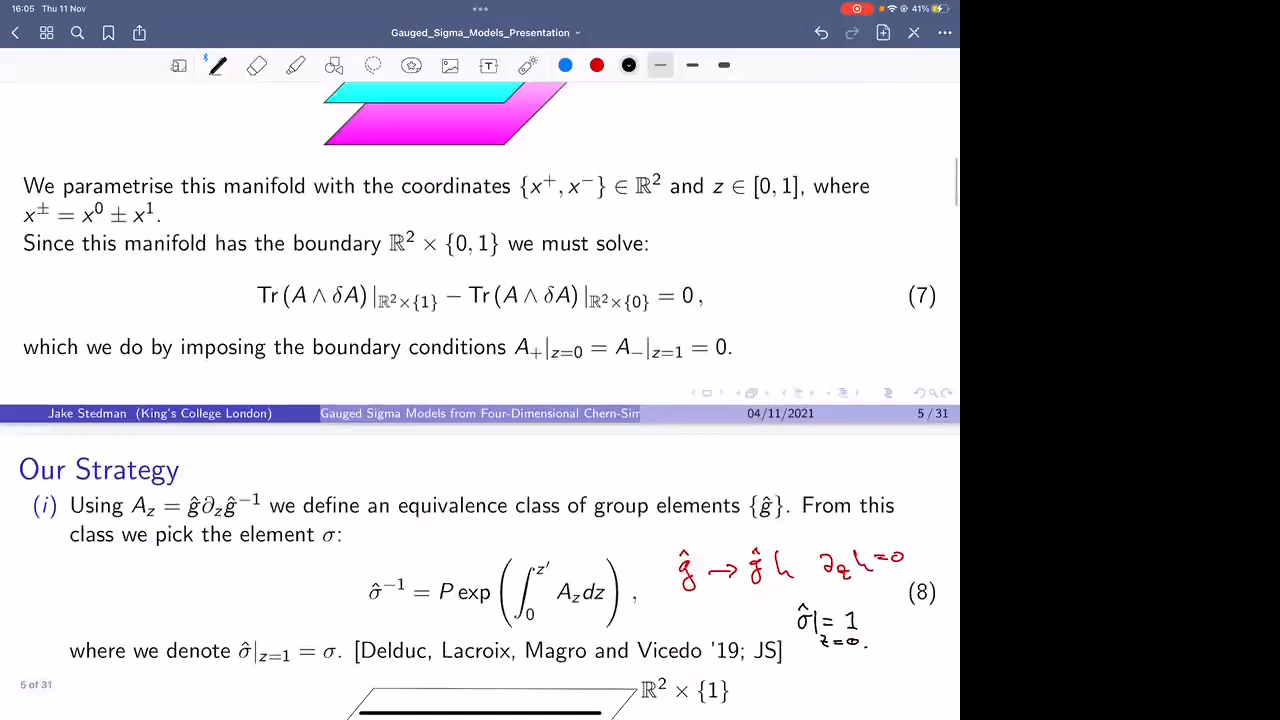 16:05 Thu 11 Nov
41%
Gauged_Sigma_Models_Presentation
T
We parametrise this manifold with the coordinates {x⁺, x⁻} ∈ ℝ² and z ∈ [0, 1], where
x^± = x⁰ ± x¹.
Since this manifold has the boundary ℝ² × {0, 1} we must solve:
Tr (A ∧ δA) |_{ℝ²×{1}} − Tr (A ∧ δA) |_{ℝ²×{0}} = 0 , (7)
which we do by imposing the boundary conditions A₊|_{z=0} = A₋|_{z=1} = 0.
Jake Stedman (King's College London) Gauged Sigma Models from Four-Dimensional Chern-Sim 04/11/2021 5 / 31
Our Strategy
(i) Using A_z = ĝ∂_zĝ⁻¹ we define an equivalence class of group elements {ĝ}. From this
class we pick the element σ:
σ̂⁻¹ = P exp (∫₀^{z'} A_z dz) , (8)
ĝ → ĝ h ∂_z h = 0
σ̂|_{z=0} = 1
where we denote σ̂|_{z=1} = σ. [Delduc, Lacroix, Magro and Vicedo '19; JS]
5 of 31
ℝ² × {1}